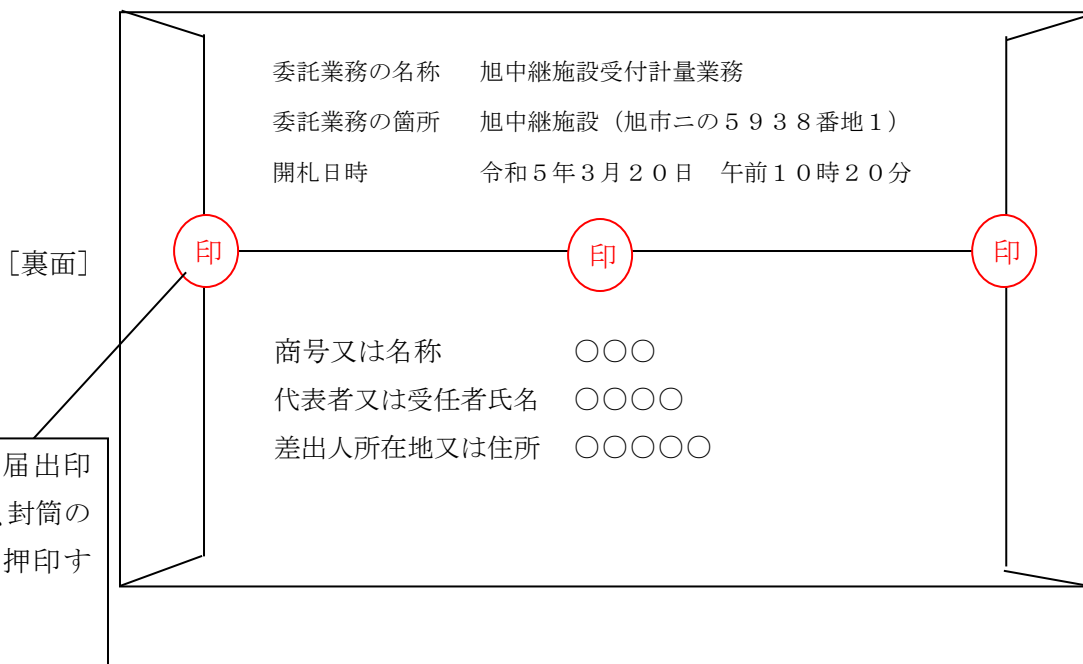 委託業務の名称　旭中継施設受付計量業務
委託業務の箇所　旭中継施設（旭市ニの５９３８番地１）
開札日時　令和５年３月２０日　午前１０時２０分
［裏面］
印
印
印
商号又は名称　○○○
代表者又は受任者氏名　○○○○
差出人所在地又は住所　○○○○○
届出印
封筒の
押印す